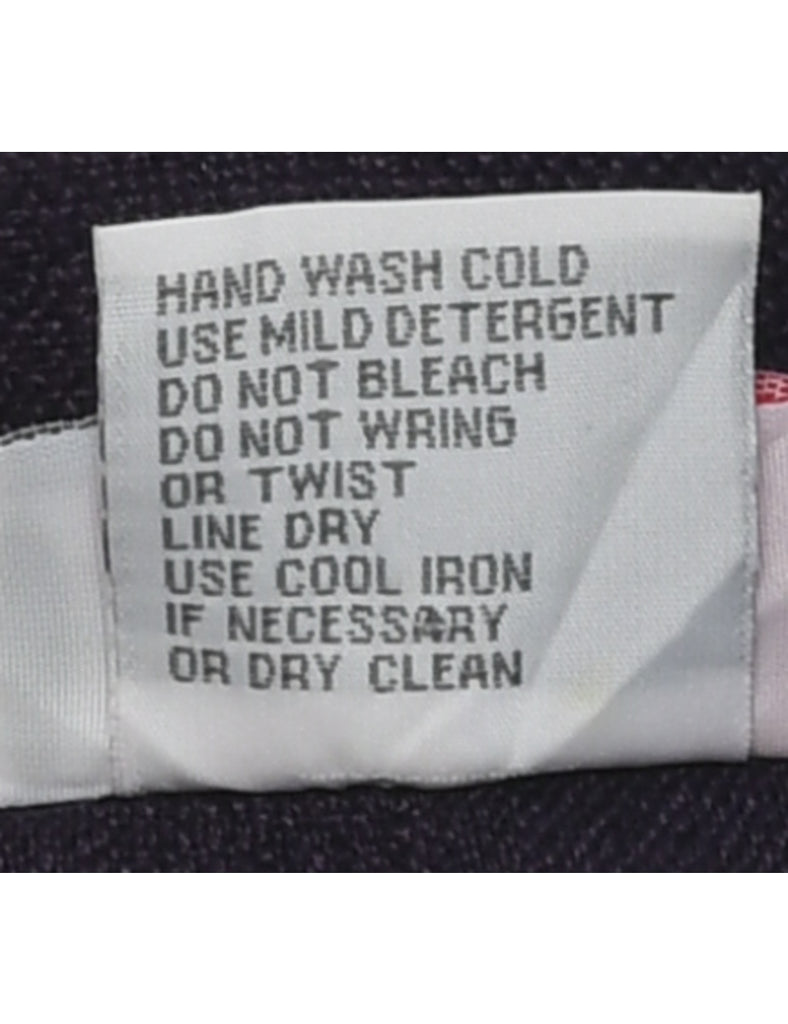 HAND WASH COLD
USE MILD DETERGENT
DO NOT BLEACH
DO NOT WRING
OR TWIST
LINE DRY
USE COOL IRON
IF NECESSARY
OR DRY CLEAN